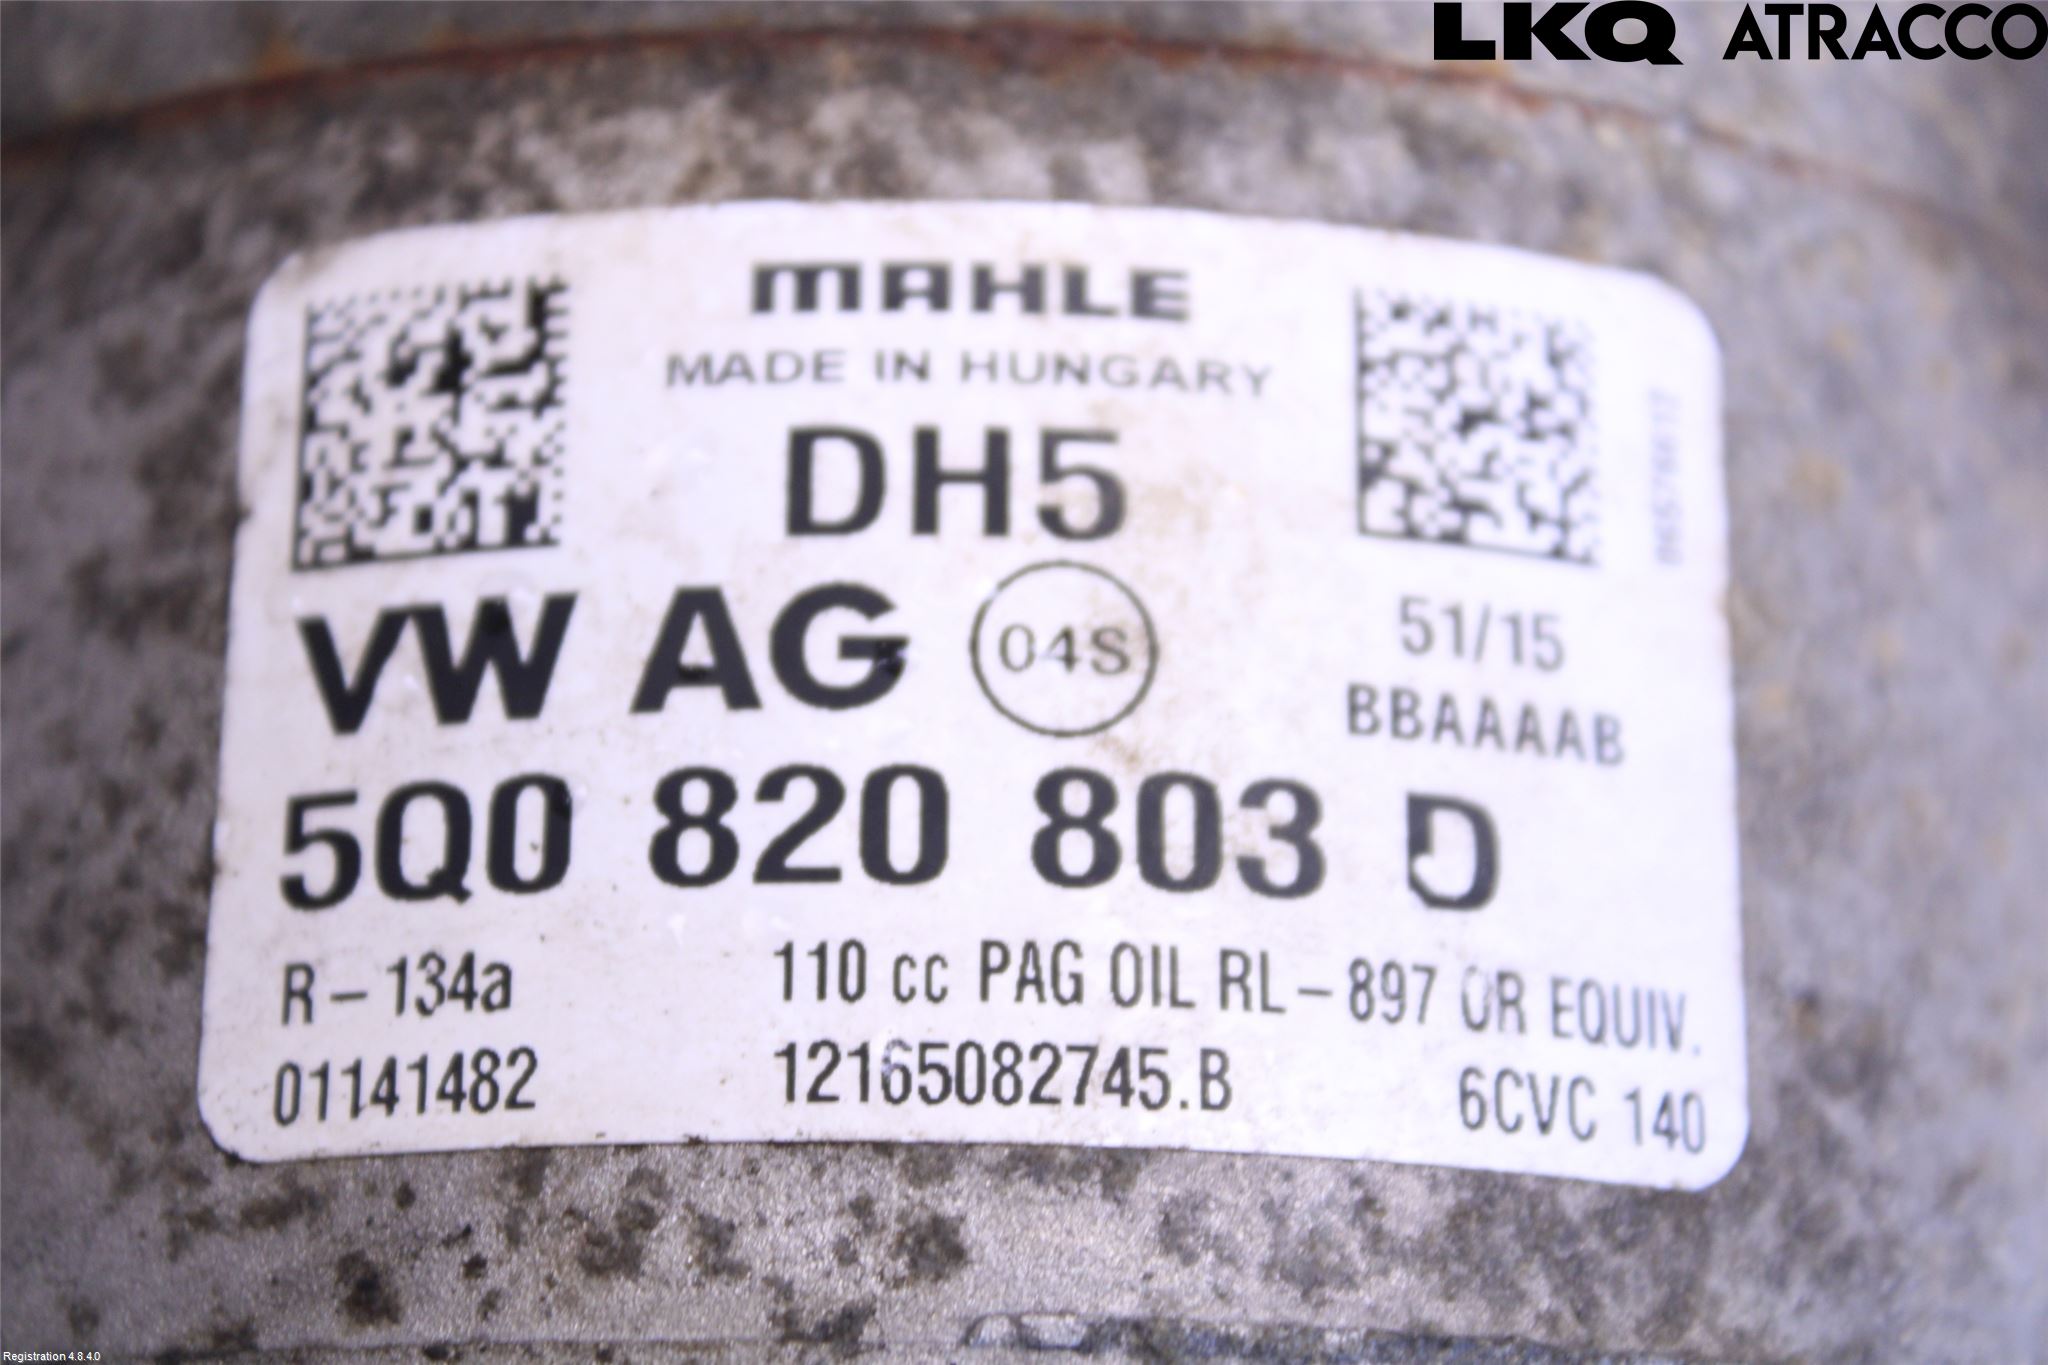 LKQ ATRACCO
MAHLE
MADE IN HUNGARY
DH5
VW AG 04S
51/15
BBAAAAB
5Q0 820 803 D
R-134a 110 cc PAG OIL RL-897 OR EQUIV.
01141482 12165082745.B 6CVC 140
Registration 4.8.4.0